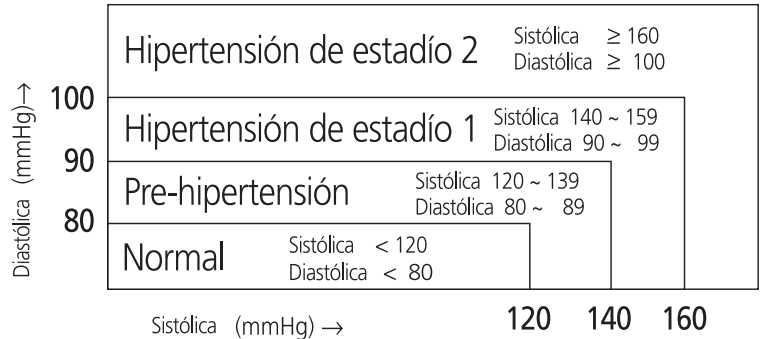 Hipertensión de estadío 2
Sistólica ≥ 160
Diastólica ≥ 100
100
Hipertensión de estadío 1
Sistólica 140 ~ 159
Diastólica 90 ~ 99
90
Pre-hipertensión
Sistólica 120 ~ 139
Diastólica 80 ~ 89
80
Normal
Sistólica < 120
Diastólica < 80
Diastólica (mmHg)→
120 140 160
Sistólica (mmHg) →